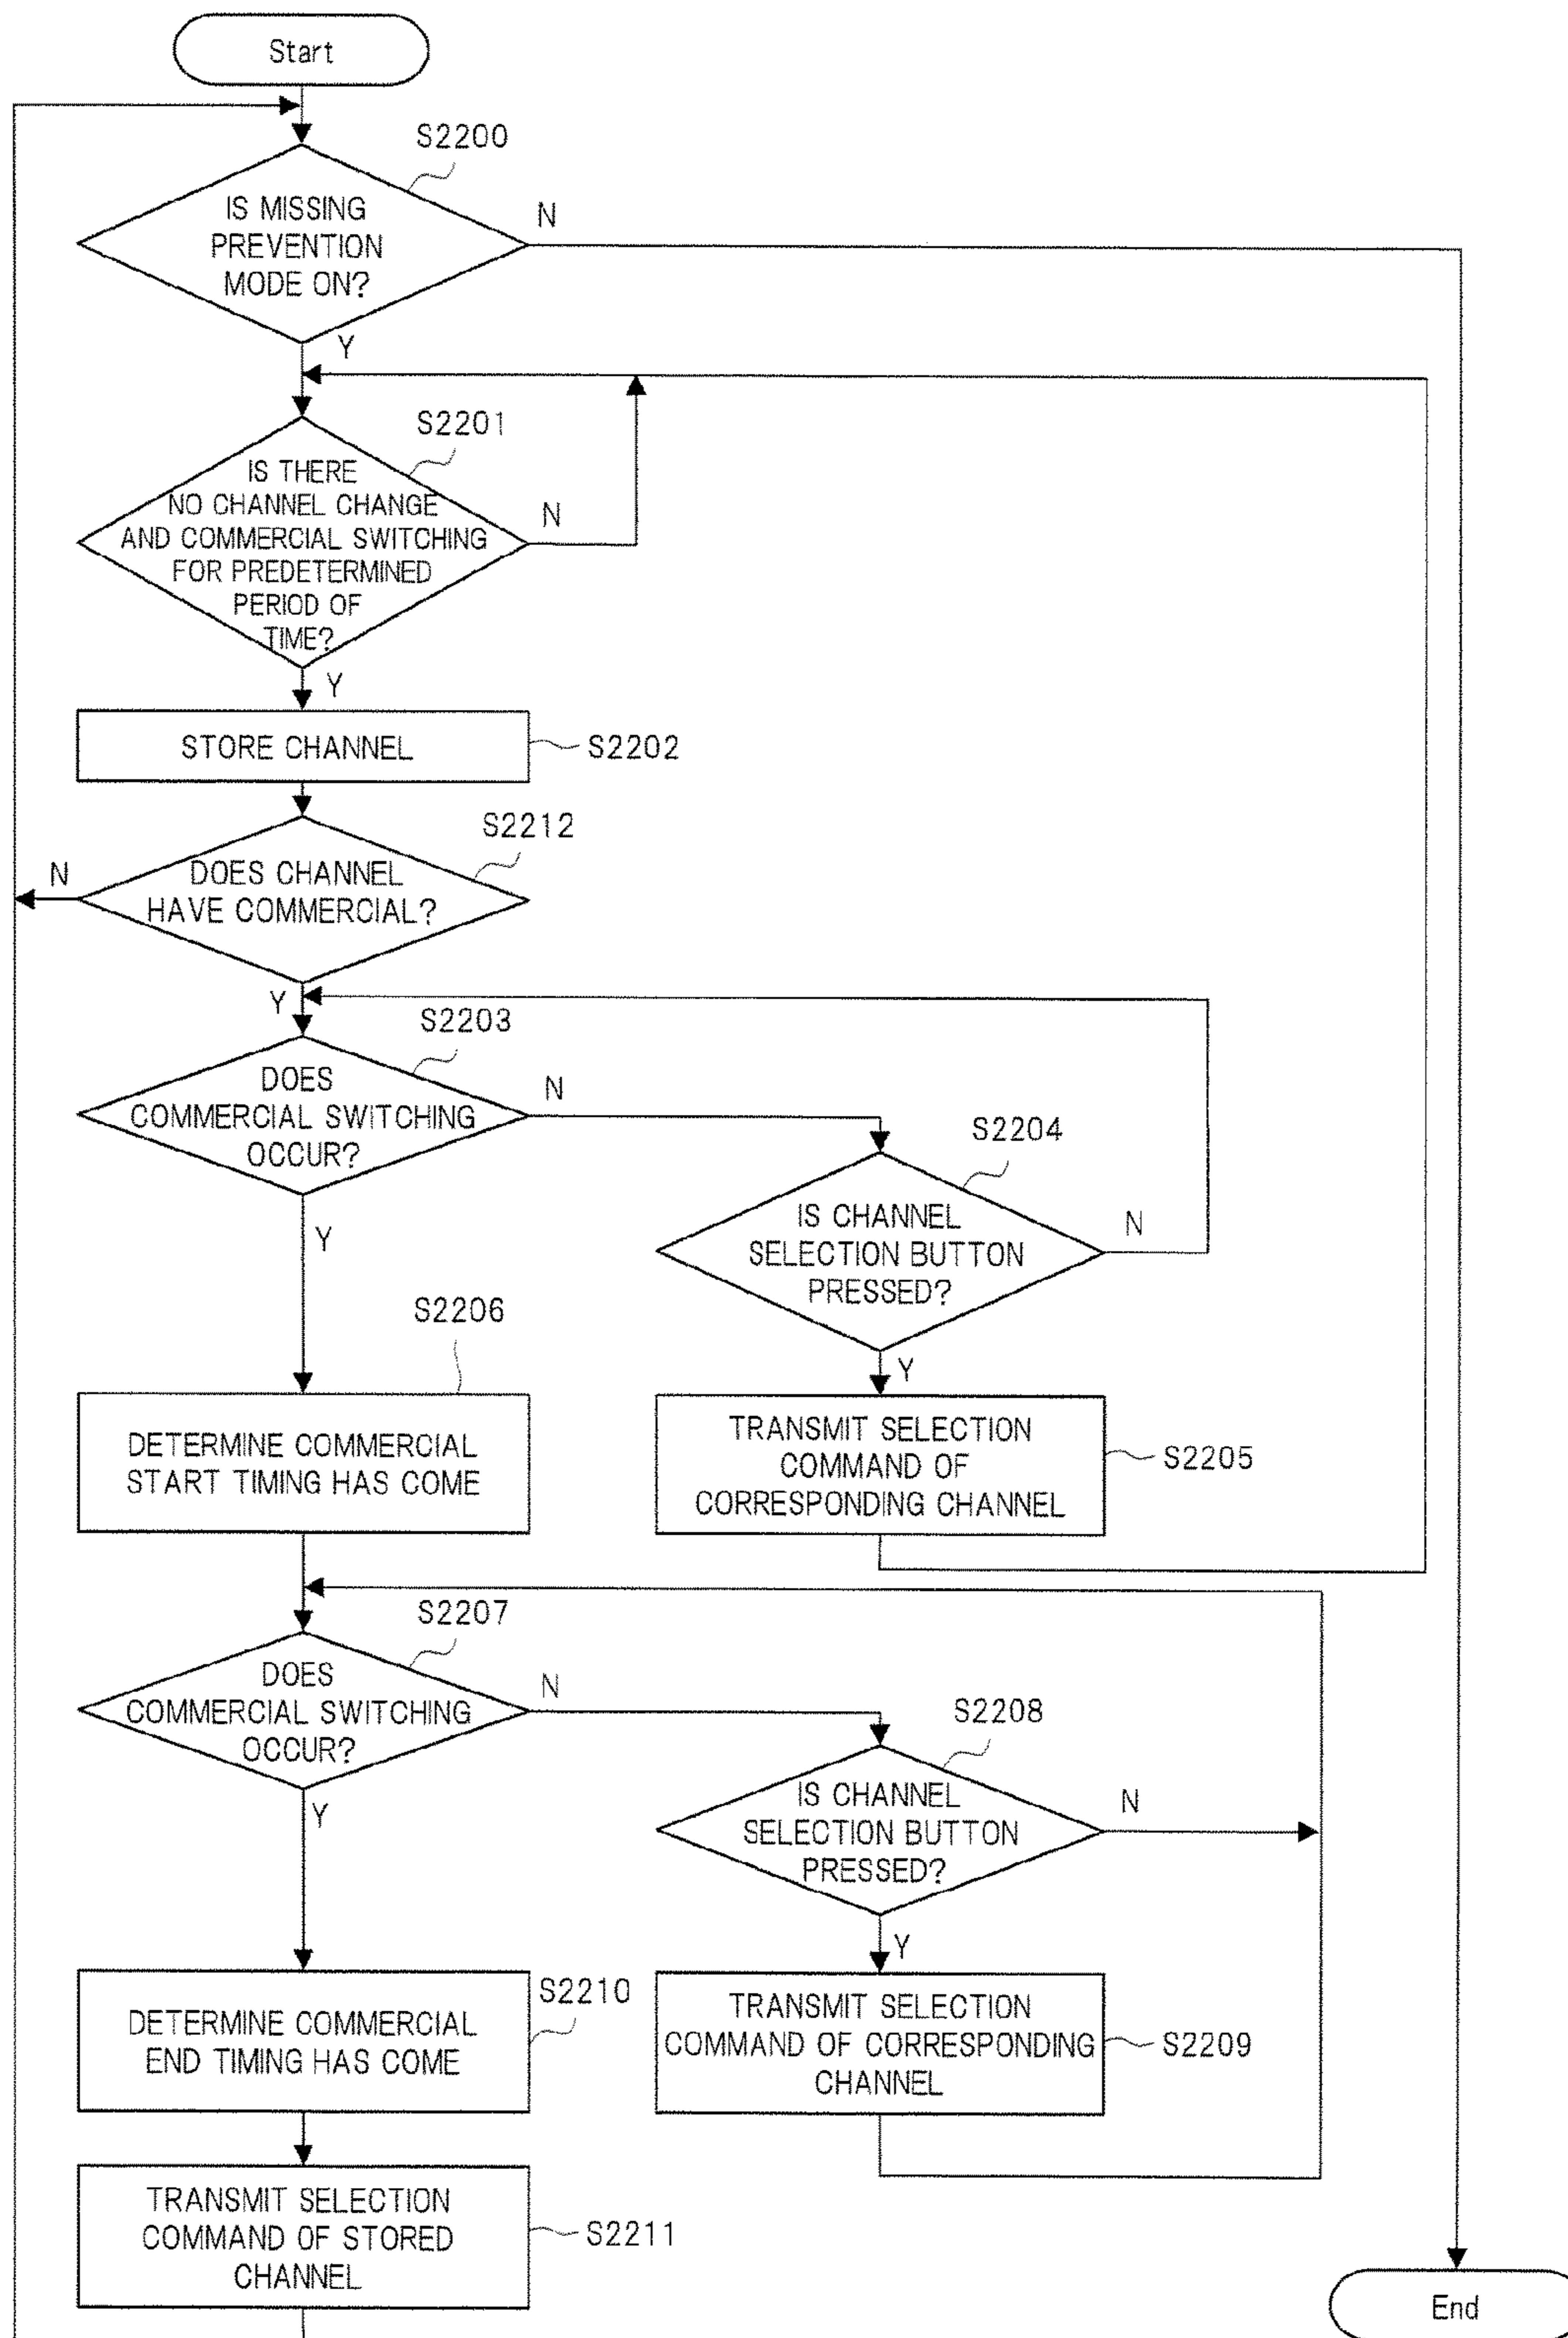 Start
S2200
IS MISSING
PREVENTION
MODE ON?
N
Y
S2201
IS THERE
NO CHANNEL CHANGE
AND COMMERCIAL SWITCHING
FOR PREDETERMINED
PERIOD OF
TIME?
N
Y
STORE CHANNEL
S2202
S2212
DOES CHANNEL
HAVE COMMERCIAL?
N
Y
S2203
DOES
COMMERCIAL SWITCHING
OCCUR?
N
Y
S2204
IS CHANNEL
SELECTION BUTTON
PRESSED?
N
Y
S2206
DETERMINE COMMERCIAL
START TIMING HAS COME
TRANSMIT SELECTION
COMMAND OF
CORRESPONDING CHANNEL
S2205
S2207
DOES
COMMERCIAL SWITCHING
OCCUR?
N
Y
S2208
IS CHANNEL
SELECTION BUTTON
PRESSED?
N
Y
S2210
DETERMINE COMMERCIAL
END TIMING HAS COME
TRANSMIT SELECTION
COMMAND OF CORRESPONDING
CHANNEL
S2209
TRANSMIT SELECTION
COMMAND OF STORED
CHANNEL
S2211
End